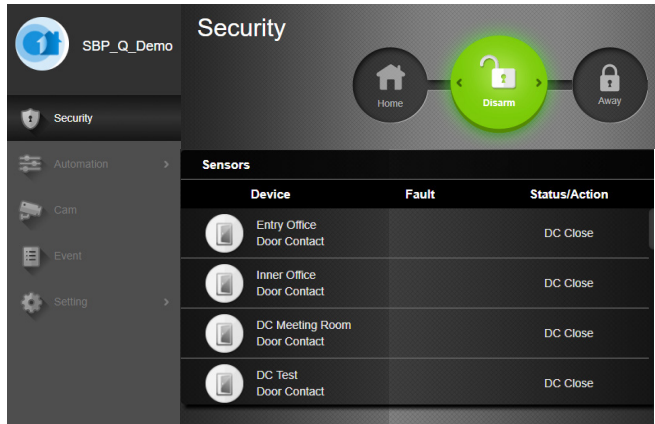 SBP_Q_Demo
Security
Automation
Cam
Event
Setting
Security
Home
Disarm
Away
Sensors
Device Fault Status/Action
Entry Office
Door Contact
DC Close
Inner Office
Door Contact
DC Close
DC Meeting Room
Door Contact
DC Close
DC Test
Door Contact
DC Close